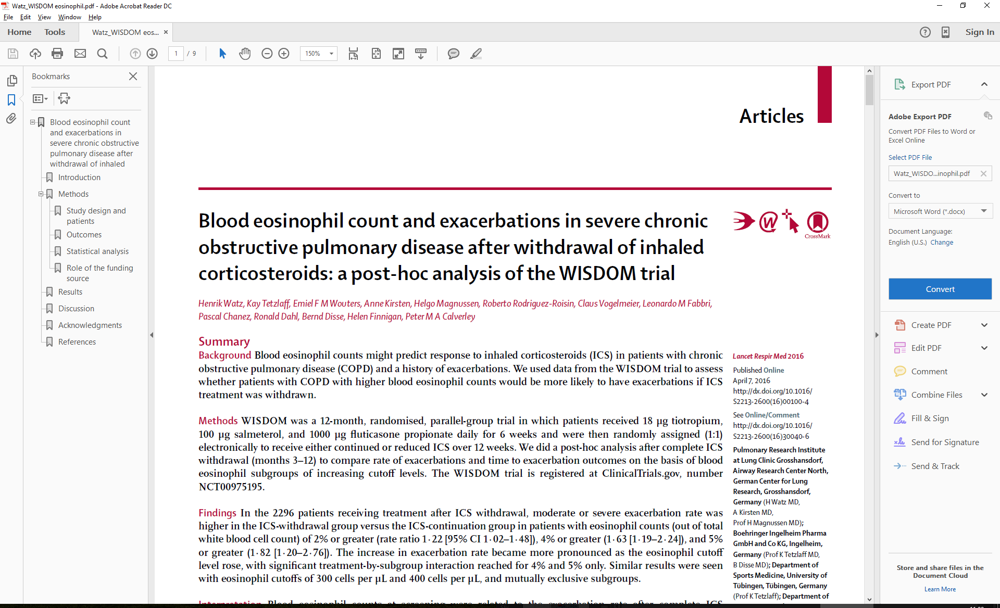 Watz_WISDOM eosinophil.pdf - Adobe Acrobat Reader DC
File Edit View Window Help
Home Tools Watz_WISDOM eos... × Sign In
1 / 9 150%
Bookmarks
Blood eosinophil count
and exacerbations in
severe chronic obstructive
pulmonary disease after
withdrawal of inhaled
Introduction
Methods
Study design and
patients
Outcomes
Statistical analysis
Role of the funding
source
Results
Discussion
Acknowledgments
References
Articles
Blood eosinophil count and exacerbations in severe chronic
obstructive pulmonary disease after withdrawal of inhaled
corticosteroids: a post-hoc analysis of the WISDOM trial
W
CrossMark
Henrik Watz, Kay Tetzlaff, Emiel F M Wouters, Anne Kirsten, Helgo Magnussen, Roberto Rodriguez-Roisin, Claus Vogelmeier, Leonardo M Fabbri,
Pascal Chanez, Ronald Dahl, Bernd Disse, Helen Finnigan, Peter M A Calverley
Summary
Background Blood eosinophil counts might predict response to inhaled corticosteroids (ICS) in patients with chronic
obstructive pulmonary disease (COPD) and a history of exacerbations. We used data from the WISDOM trial to assess
whether patients with COPD with higher blood eosinophil counts would be more likely to have exacerbations if ICS
treatment was withdrawn.
Methods WISDOM was a 12-month, randomised, parallel-group trial in which patients received 18 μg tiotropium,
100 μg salmeterol, and 1000 μg fluticasone propionate daily for 6 weeks and were then randomly assigned (1:1)
electronically to receive either continued or reduced ICS over 12 weeks. We did a post-hoc analysis after complete ICS
withdrawal (months 3–12) to compare rate of exacerbations and time to exacerbation outcomes on the basis of blood
eosinophil subgroups of increasing cutoff levels. The WISDOM trial is registered at ClinicalTrials.gov, number
NCT00975195.
Findings In the 2296 patients receiving treatment after ICS withdrawal, moderate or severe exacerbation rate was
higher in the ICS-withdrawal group versus the ICS-continuation group in patients with eosinophil counts (out of total
white blood cell count) of 2% or greater (rate ratio 1·22 [95% CI 1·02–1·48]), 4% or greater (1·63 [1·19–2·24]), and 5%
or greater (1·82 [1·20–2·76]). The increase in exacerbation rate became more pronounced as the eosinophil cutoff
level rose, with significant treatment-by-subgroup interaction reached for 4% and 5% only. Similar results were seen
with eosinophil cutoffs of 300 cells per μL and 400 cells per μL, and mutually exclusive subgroups.
Interpretation Blood eosinophil counts at screening were related to the exacerbation rate after complete ICS
Lancet Respir Med 2016
Published Online
April 7, 2016
http://dx.doi.org/10.1016/
S2213-2600(16)00100-4
See Online/Comment
http://dx.doi.org/10.1016/
S2213-2600(16)30040-6
Pulmonary Research Institute
at Lung Clinic Grosshansdorf,
Airway Research Center North,
German Center for Lung
Research, Grosshansdorf,
Germany (H Watz MD,
A Kirsten MD,
Prof H Magnussen MD);
Boehringer Ingelheim Pharma
GmbH and Co KG, Ingelheim,
Germany (Prof K Tetzlaff MD,
B Disse MD); Department of
Sports Medicine, University of
Tübingen, Tübingen, Germany
(Prof K Tetzlaff); Department of
Export PDF
Adobe Export PDF
Convert PDF Files to Word or
Excel Online
Select PDF File
Watz_WISDO...inophil.pdf
Convert to
Microsoft Word (*.docx)
Document Language:
English (U.S.) Change
Convert
Create PDF
Edit PDF
Comment
Combine Files
Fill & Sign
Send for Signature
Send & Track
Store and share files in the
Document Cloud
Learn More